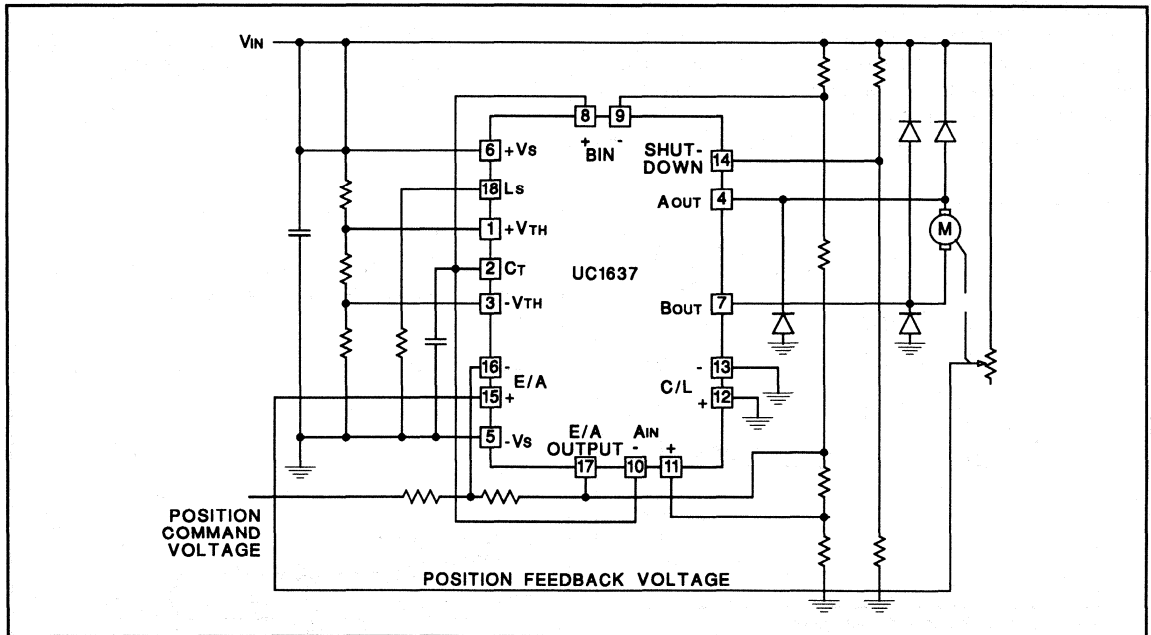 VIN
8 9
+ BIN -
6 +VS
SHUT-
DOWN 14
18 LS
AOUT 4
1 +VTH
M
2 CT
UC1637
3 -VTH
BOUT 7
16 -
E/A
15 +
- 13
C/L
+ 12
5 -VS
E/A
OUTPUT
AIN
- +
17 10 11
POSITION
COMMAND
VOLTAGE
POSITION FEEDBACK VOLTAGE